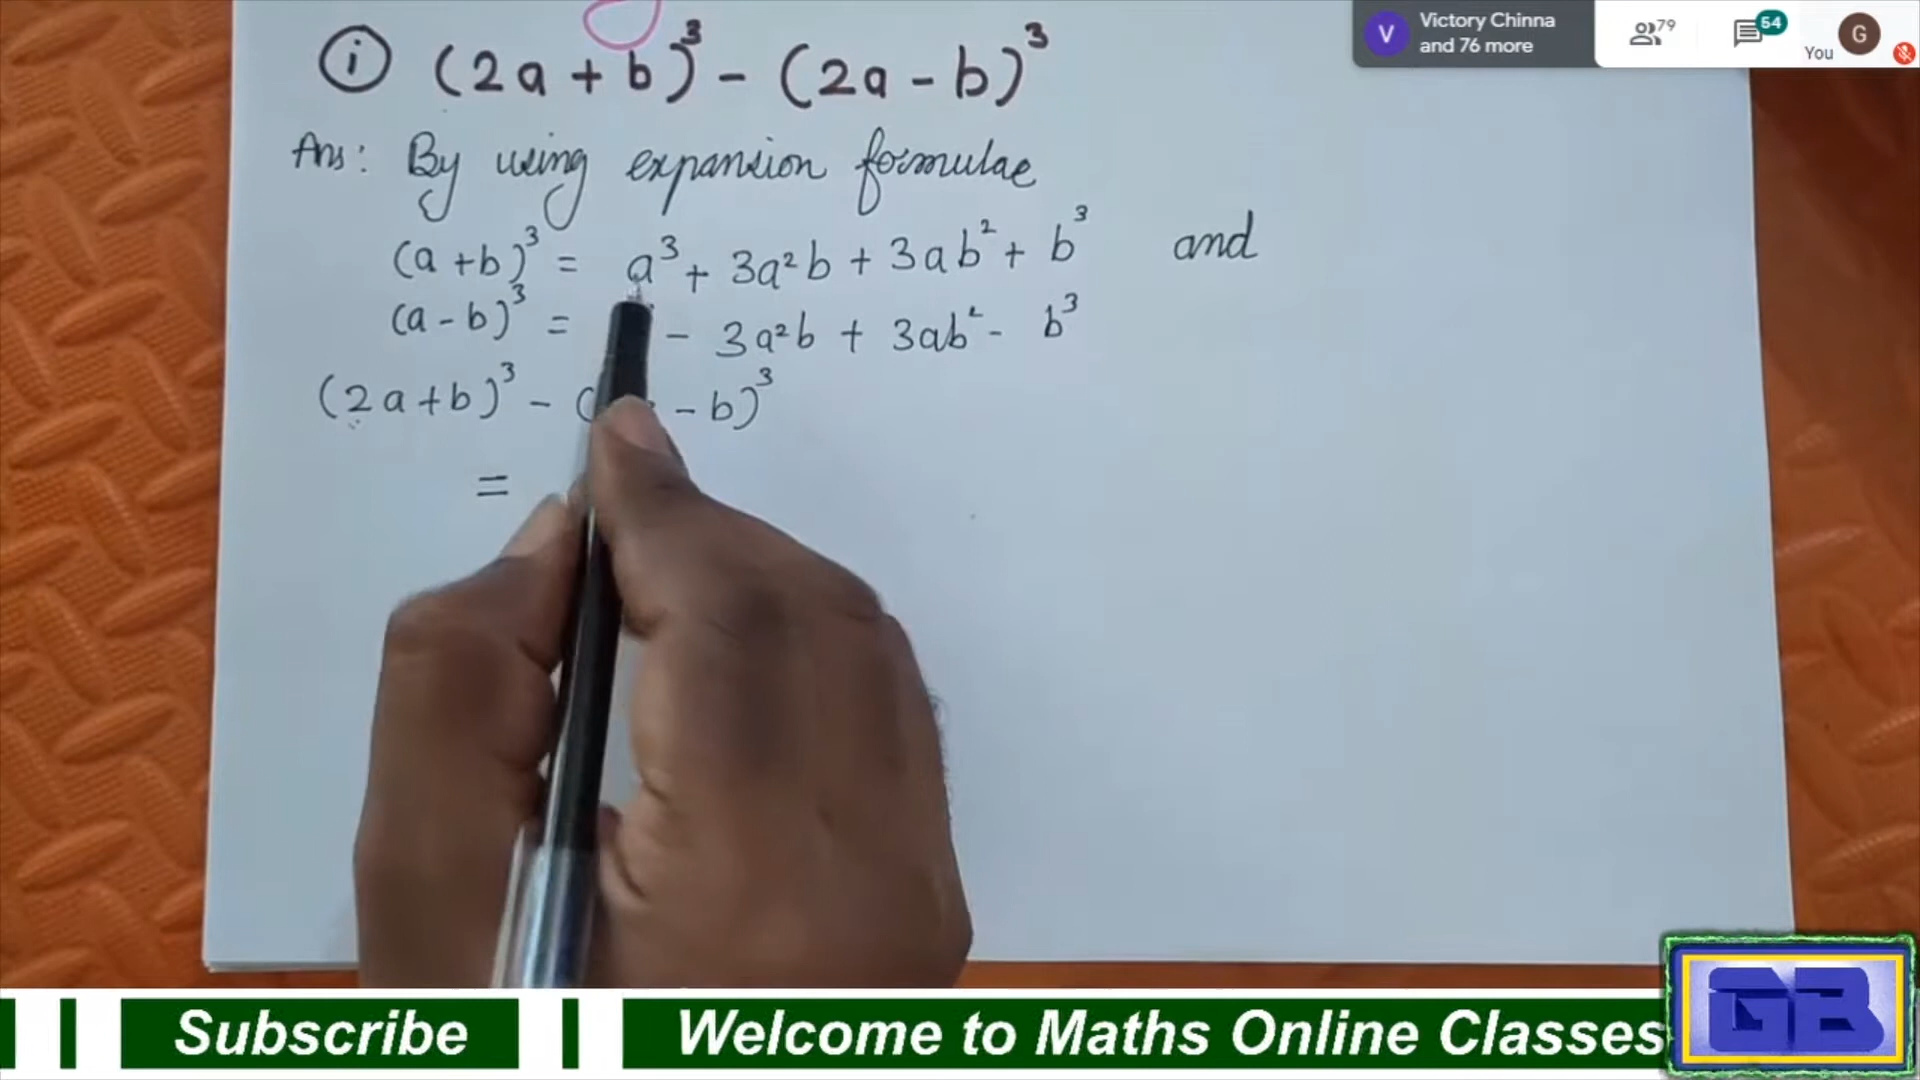 i (2a + b)³ - (2a - b)³
Ans: By using expansion formulae
(a + b)³ = a³ + 3a²b + 3ab² + b³ and
(a - b)³ = - 3a²b + 3ab² - b³
(2a + b)³ - ( - b)³
=
V Victory Chinna
and 76 more
79
54
You
G
Subscribe
Welcome to Maths Online Classes
GB